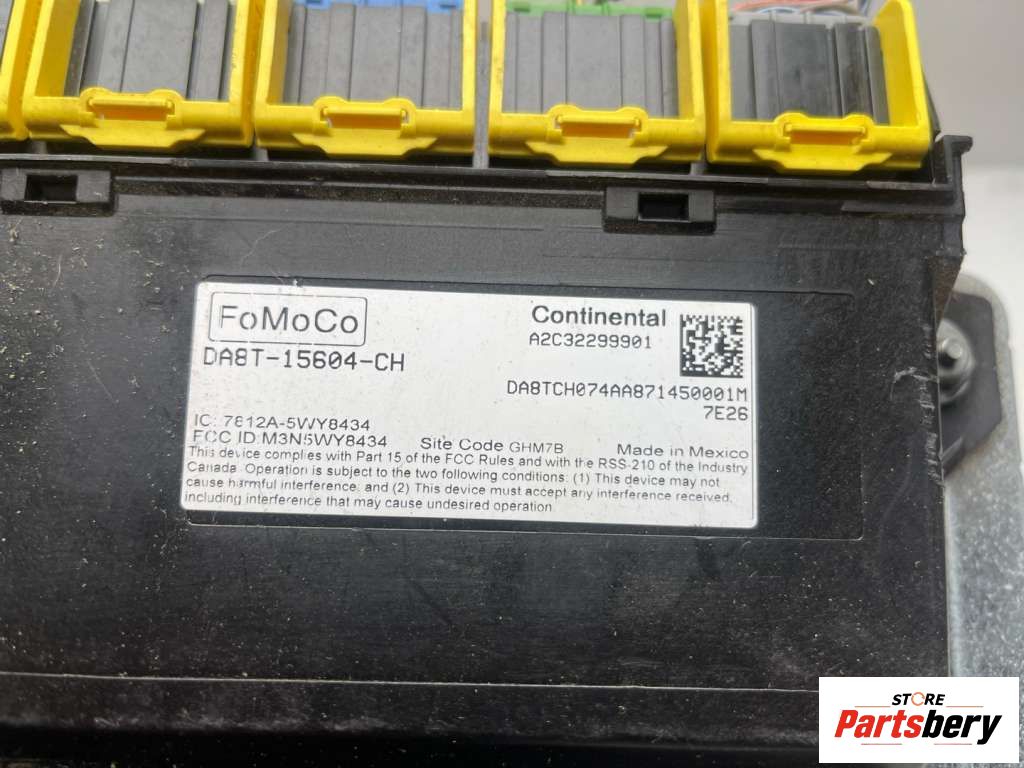 FoMoCo
DA8T-15604-CH
Continental
A2C32299901
DA8TCH074AA871450001M
7E26
IC: 7812A-5WY8434
FCC ID: M3N5WY8434 Site Code GHM7B Made in Mexico
This device complies with Part 15 of the FCC Rules and with the RSS-210 of the Industry
Canada. Operation is subject to the two following conditions: (1) This device may not
cause harmful interference, and (2) This device must accept any interference received,
including interference that may cause undesired operation.
STORE
Partsbery